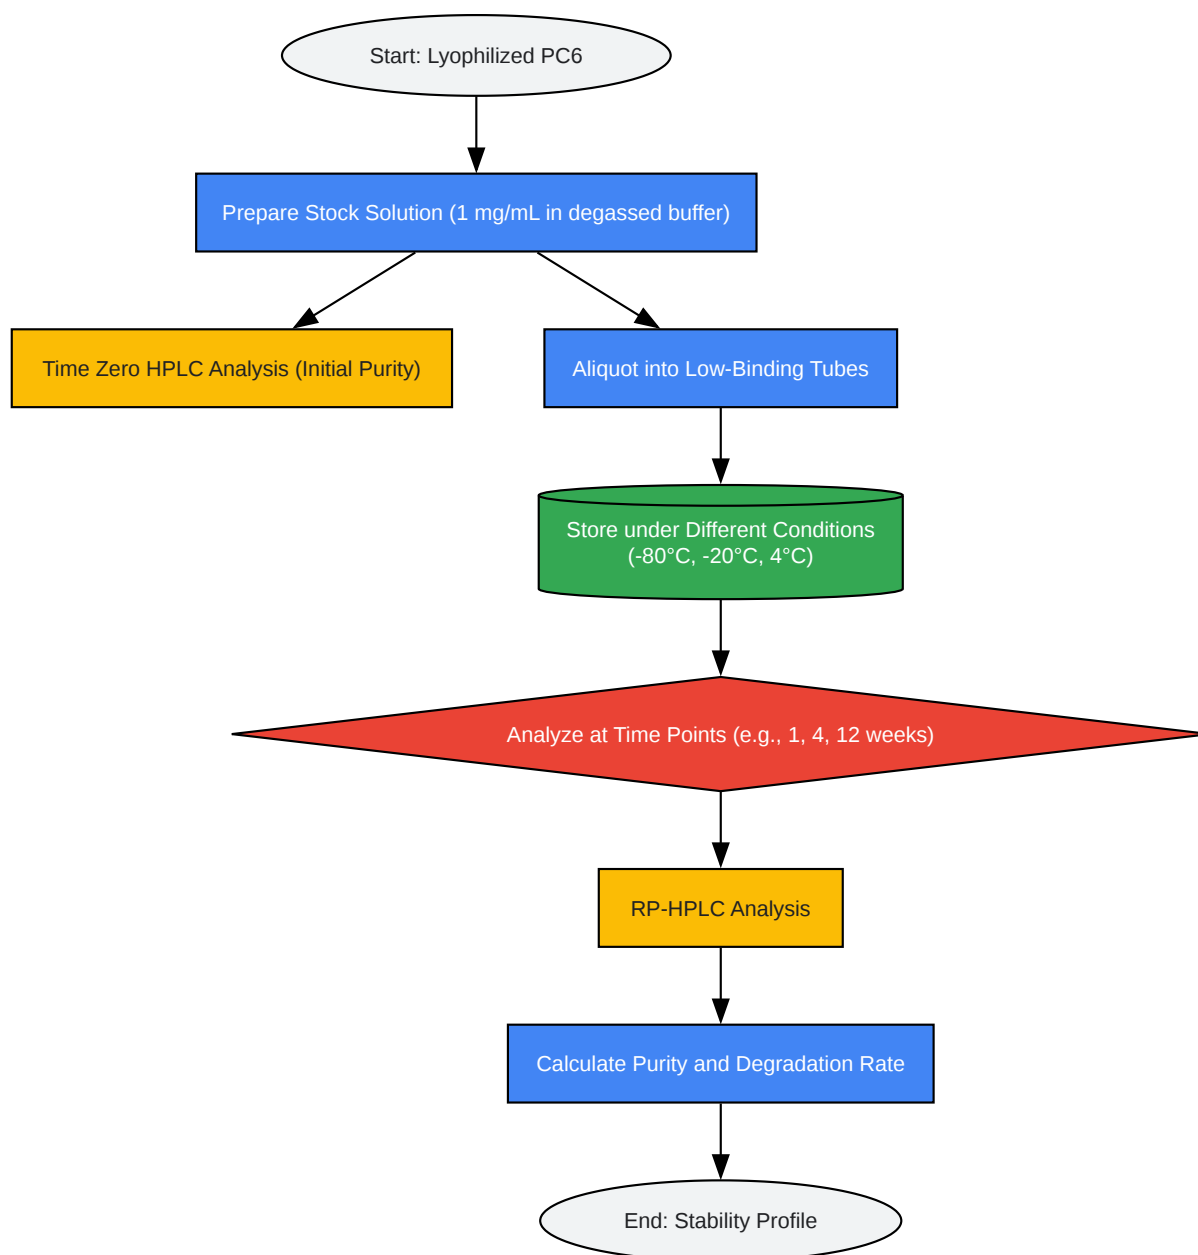 Start: Lyophilized PC6
Prepare Stock Solution (1 mg/mL in degassed buffer)
Time Zero HPLC Analysis (Initial Purity)
Aliquot into Low-Binding Tubes
Store under Different Conditions
(-80°C, -20°C, 4°C)
Analyze at Time Points (e.g., 1, 4, 12 weeks)
RP-HPLC Analysis
Calculate Purity and Degradation Rate
End: Stability Profile